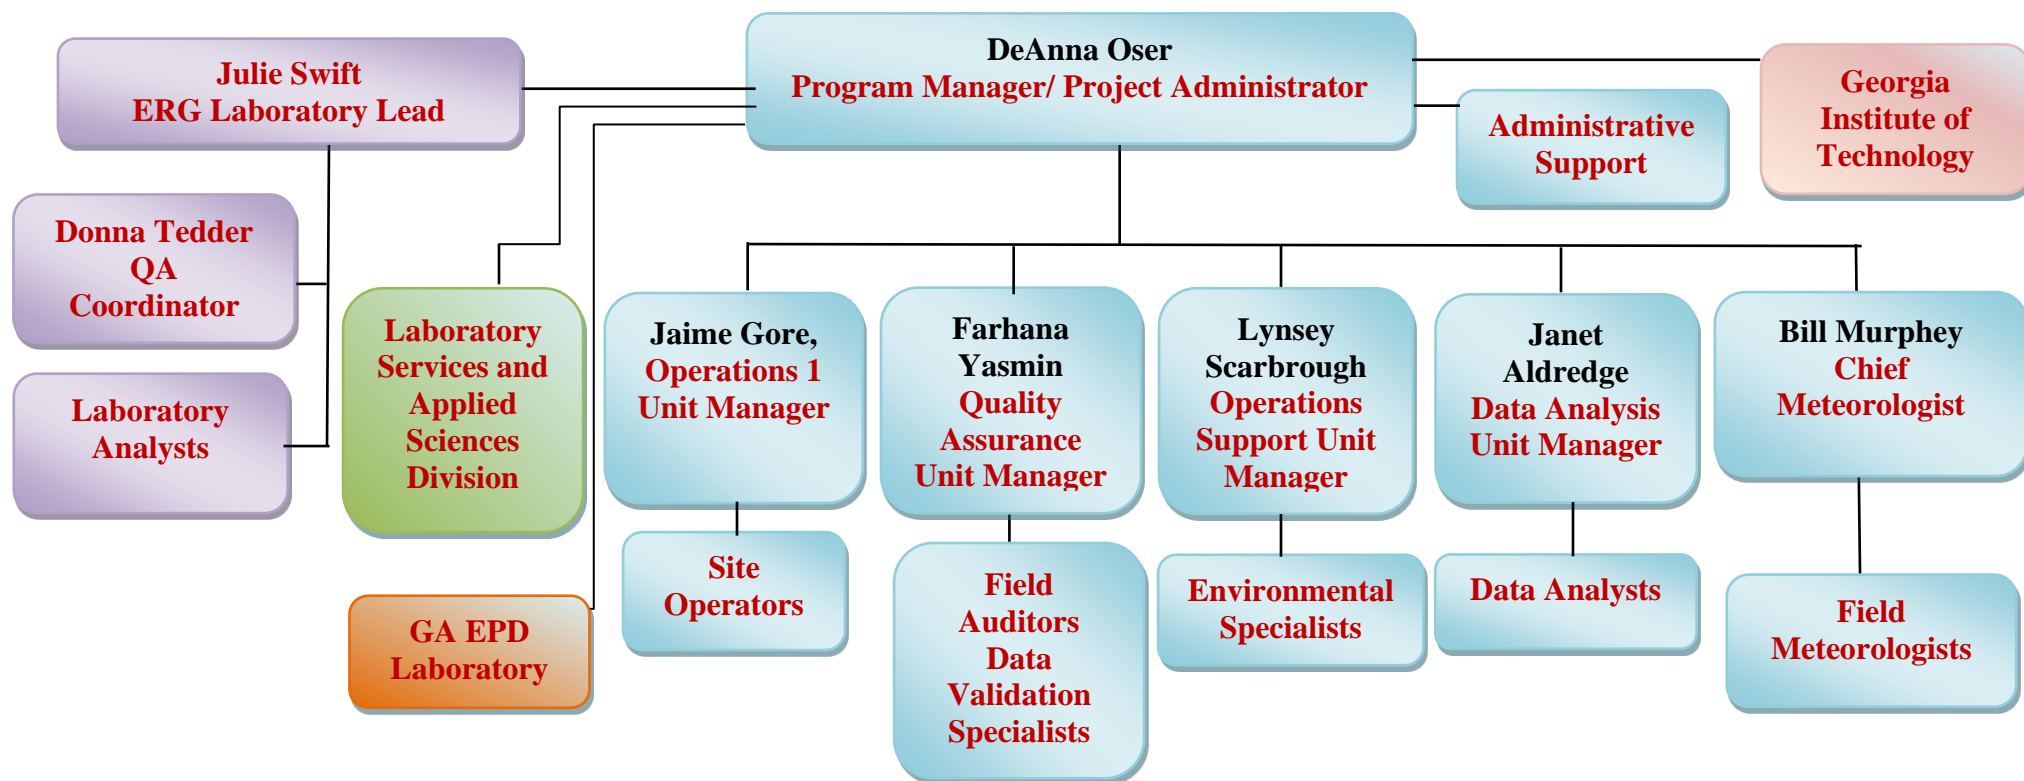 Julie Swift
ERG Laboratory Lead
DeAnna Oser
Program Manager/ Project Administrator
Georgia
Institute of
Technology
Administrative
Support
Donna Tedder
QA
Coordinator
Laboratory
Analysts
Laboratory
Services and
Applied
Sciences
Division
GA EPD
Laboratory
Jaime Gore,
Operations 1
Unit Manager
Farhana
Yasmin
Quality
Assurance
Unit Manager
Lynsey
Scarbrough
Operations
Support Unit
Manager
Janet
Aldredge
Data Analysis
Unit Manager
Bill Murphey
Chief
Meteorologist
Site
Operators
Field
Auditors
Data
Validation
Specialists
Environmental
Specialists
Data Analysts
Field
Meteorologists